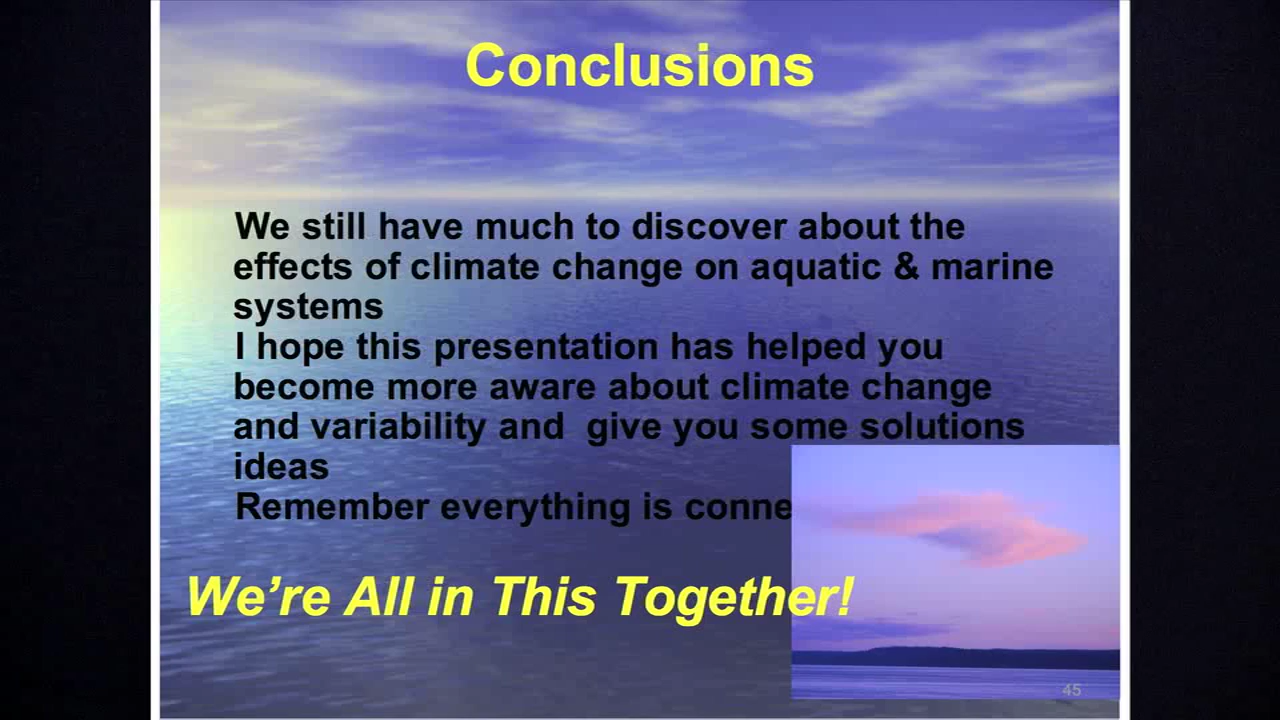 Conclusions
We still have much to discover about the
effects of climate change on aquatic & marine
systems
I hope this presentation has helped you
become more aware about climate change
and variability and  give you some solutions
ideas
Remember everything is conne
We're All in This Together!
45